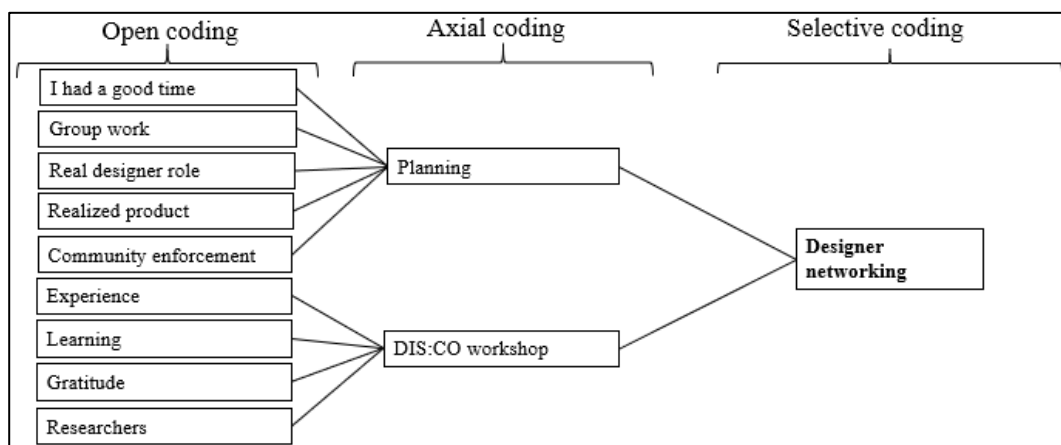 Open coding
Axial coding
Selective coding
I had a good time
Group work
Real designer role
Realized product
Community enforcement
Experience
Learning
Gratitude
Researchers
Planning
DIS:CO workshop
Designer
networking